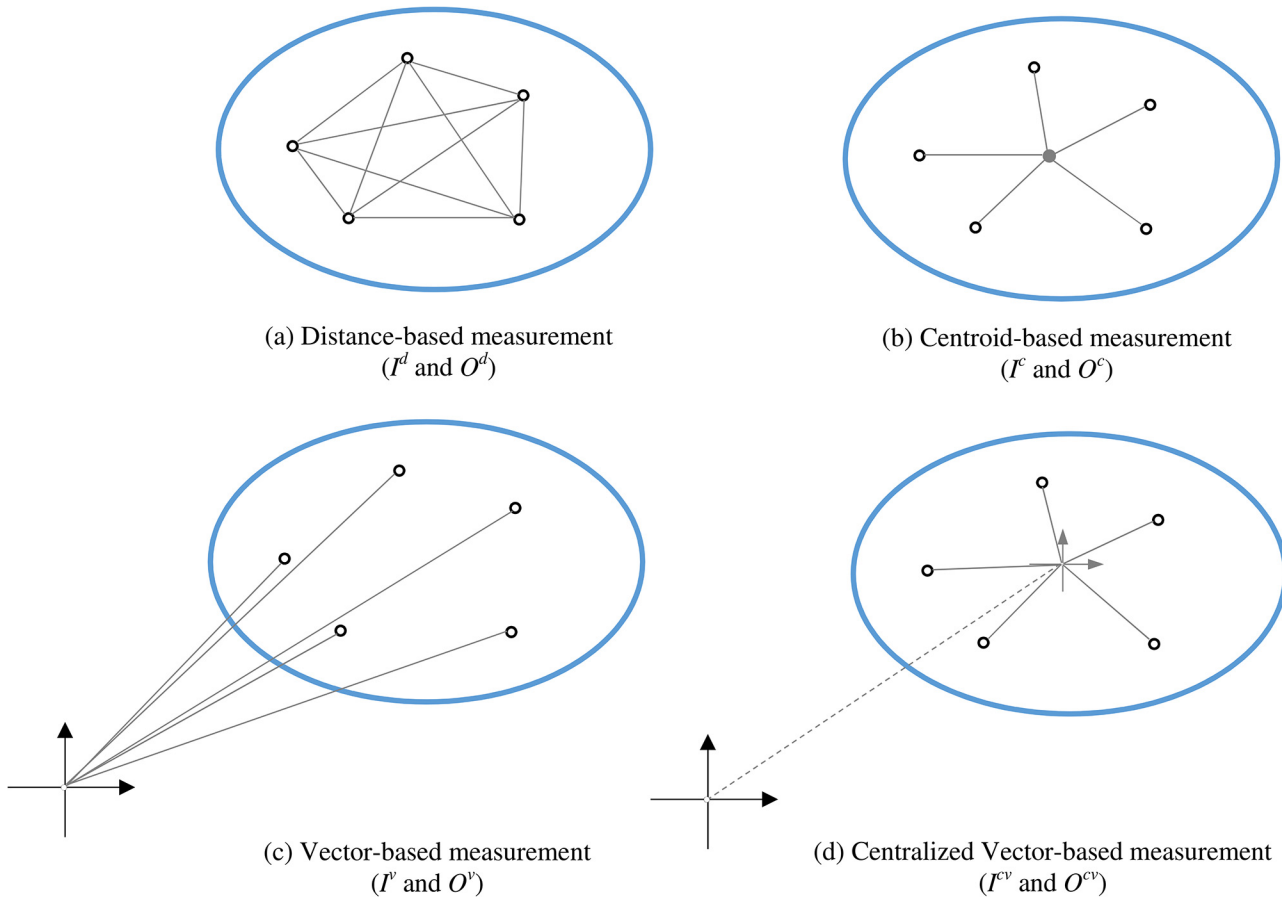 (a) Distance-based measurement
(I^d and O^d)
(b) Centroid-based measurement
(I^c and O^c)
(c) Vector-based measurement
(I^v and O^v)
(d) Centralized Vector-based measurement
(I^cv and O^cv)